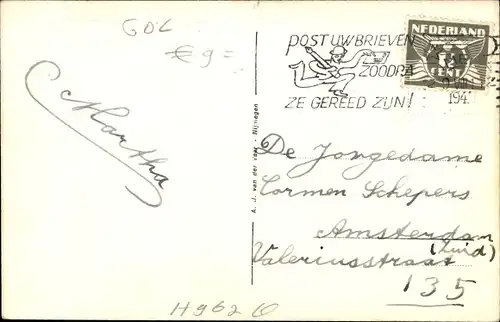 GDL
€ 9=
POST UW BRIEVEN
ZOODRA
ZE GEREED ZIJN!
NEDERLAND
CENT
194
Martha
A. J. van der Veer - Nijmegen
De Jongedame
Cormen Schepers
Amsterdam
(Zuid)
Valeriusstraat
135
H962